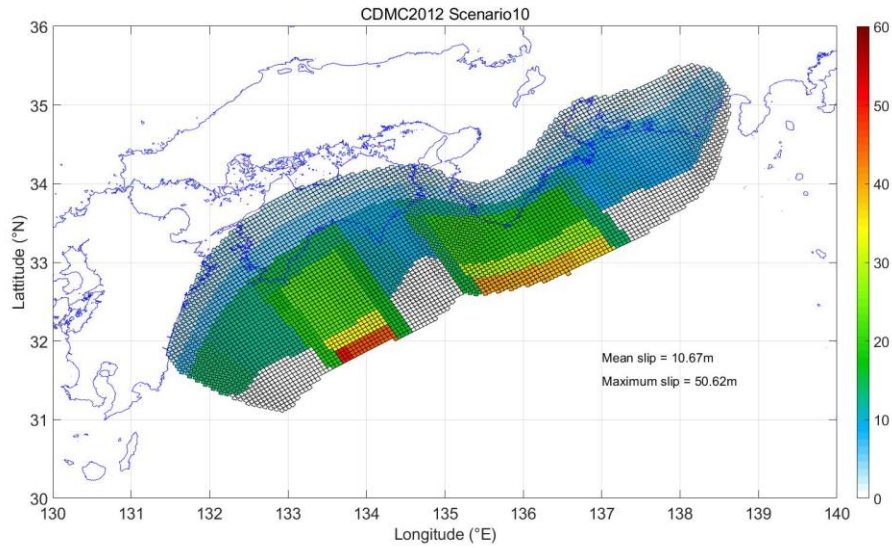 CDMC2012 Scenario10
36
35
34
33
32
31
30
Lattitude (°N)
130 131 132 133 134 135 136 137 138 139 140
Longitude (°E)
Mean slip = 10.67m
Maximum slip = 50.62m
60
50
40
30
20
10
0